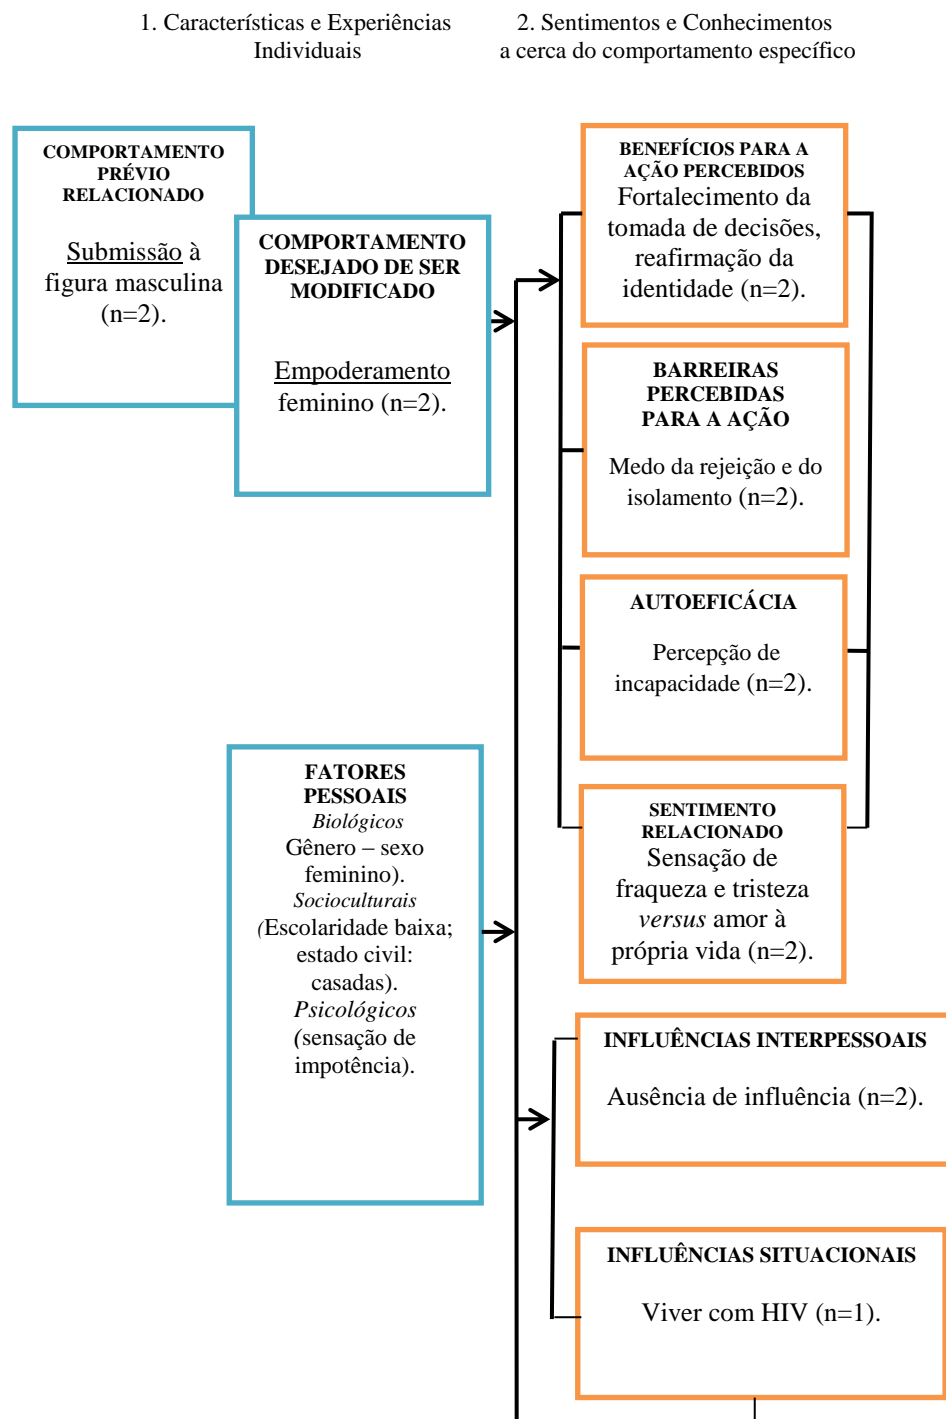 1. Características e Experiências
Individuais
2. Sentimentos e Conhecimentos
a cerca do comportamento específico
COMPORTAMENTO
PRÉVIO
RELACIONADO
Submissão à
figura masculina
(n=2).
COMPORTAMENTO
DESEJADO DE SER
MODIFICADO
Empoderamento
feminino (n=2).
FATORES
PESSOAIS
Biológicos
Gênero – sexo
feminino).
Socioculturais
(Escolaridade baixa;
estado civil:
casadas).
Psicológicos
(sensação de
impotência).
BENEFÍCIOS PARA A
AÇÃO PERCEBIDOS
Fortalecimento da
tomada de decisões,
reafirmação da
identidade (n=2).
BARREIRAS
PERCEBIDAS
PARA A AÇÃO
Medo da rejeição e do
isolamento (n=2).
AUTOEFICÁCIA
Percepção de
incapacidade (n=2).
SENTIMENTO
RELACIONADO
Sensação de
fraqueza e tristeza
versus amor à
própria vida (n=2).
INFLUÊNCIAS INTERPESSOAIS
Ausência de influência (n=2).
INFLUÊNCIAS SITUACIONAIS
Viver com HIV (n=1).